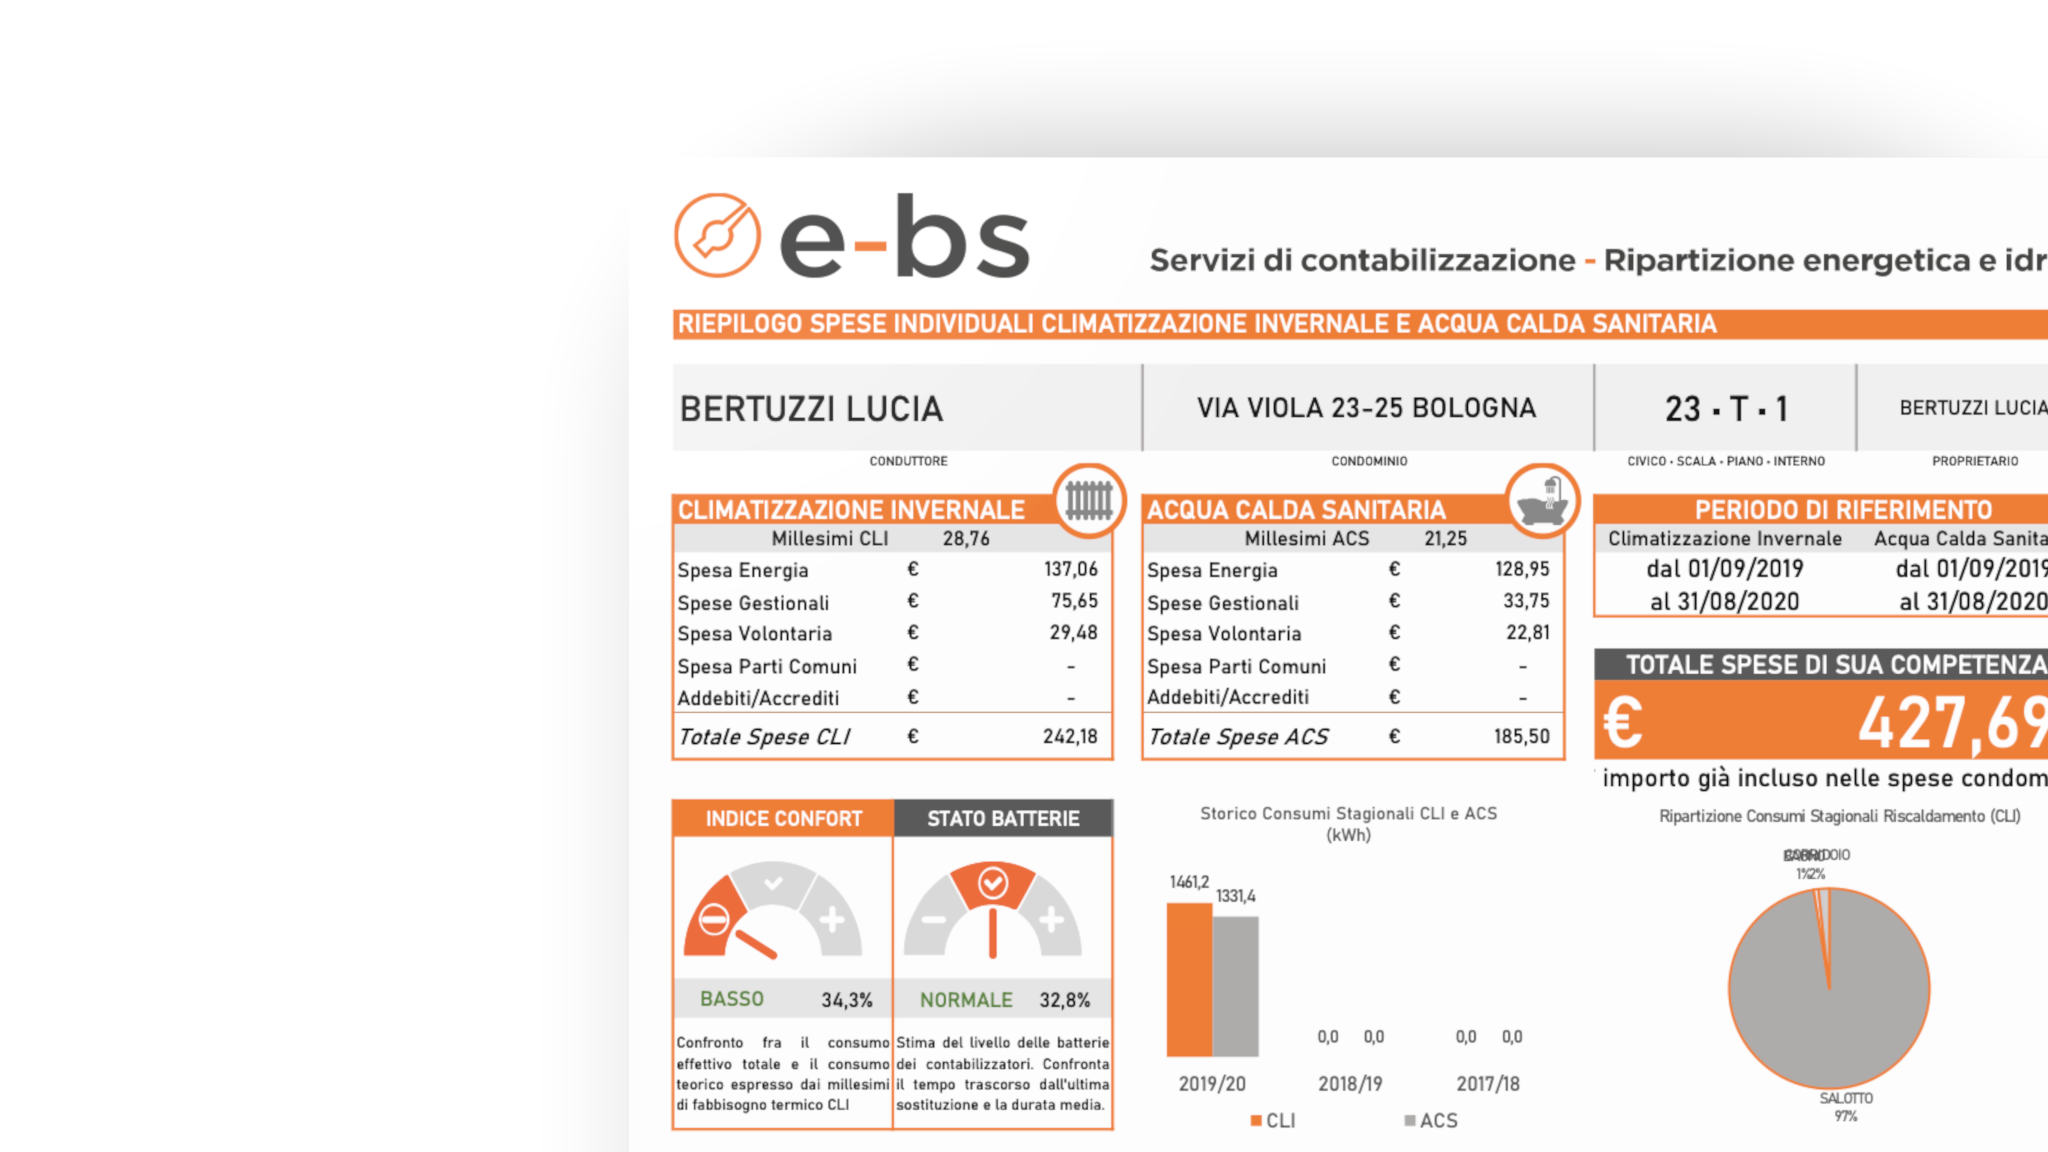 e-bs
Servizi di contabilizzazione - Ripartizione energetica e idr
RIEPILOGO SPESE INDIVIDUALI CLIMATIZZAZIONE INVERNALE E ACQUA CALDA SANITARIA
BERTUZZI LUCIA
VIA VIOLA 23-25 BOLOGNA
23 · T · 1
BERTUZZI LUCIA
CONDUTTORE
CONDOMINIO
CIVICO · SCALA · PIANO · INTERNO
PROPRIETARIO
CLIMATIZZAZIONE INVERNALE
Millesimi CLI 28,76
Spesa Energia € 137,06
Spese Gestionali € 75,65
Spesa Volontaria € 29,48
Spesa Parti Comuni € -
Addebiti/Accrediti € -
Totale Spese CLI € 242,18
ACQUA CALDA SANITARIA
Millesimi ACS 21,25
Spesa Energia € 128,95
Spese Gestionali € 33,75
Spesa Volontaria € 22,81
Spesa Parti Comuni € -
Addebiti/Accrediti € -
Totale Spese ACS € 185,50
PERIODO DI RIFERIMENTO
Climatizzazione Invernale Acqua Calda Sanita
dal 01/09/2019 dal 01/09/2019
al 31/08/2020 al 31/08/2020
TOTALE SPESE DI SUA COMPETENZA
€ 427,69
importo già incluso nelle spese condom
INDICE CONFORT
BASSO 34,3%
Confronto fra il consumo
effettivo totale e il consumo
teorico espresso dai millesimi
di fabbisogno termico CLI
STATO BATTERIE
NORMALE 32,8%
Stima del livello delle batterie
dei contabilizzatori. Confronta
il tempo trascorso dall'ultima
sostituzione e la durata media.
Storico Consumi Stagionali CLI e ACS
(kWh)
1461,2
1331,4
0,0 0,0 0,0 0,0
2019/20 2018/19 2017/18
CLI ACS
Ripartizione Consumi Stagionali Riscaldamento (CLI)
CORRIDOIO
1% 2%
SALOTTO
97%